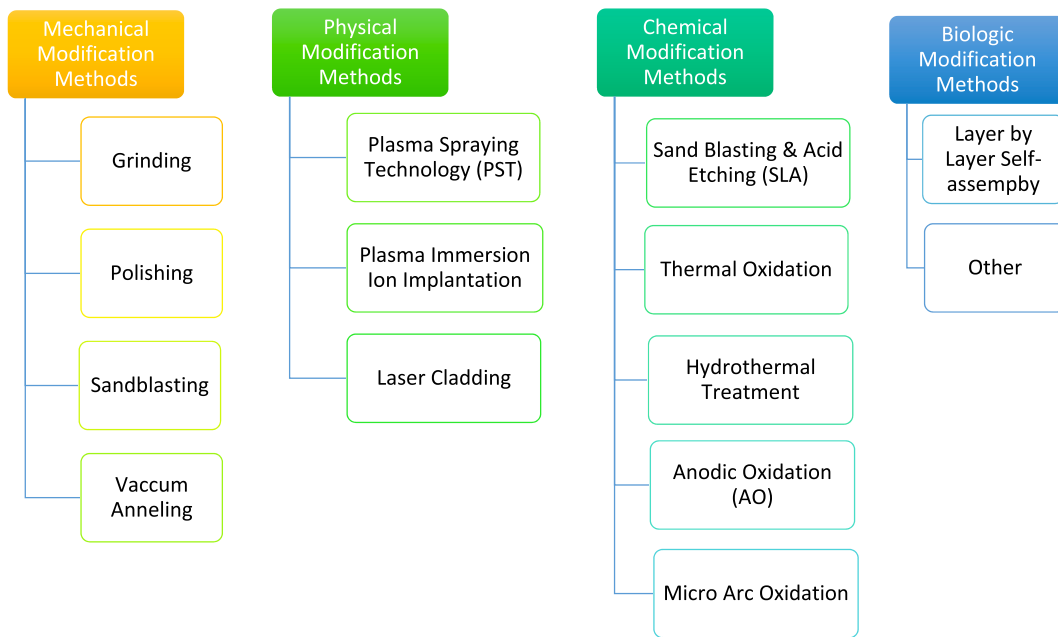 Mechanical
Modification
Methods
Grinding
Polishing
Sandblasting
Vaccum
Anneling
Physical
Modification
Methods
Plasma Spraying
Technology (PST)
Plasma Immersion
Ion Implantation
Laser Cladding
Chemical
Modification
Methods
Sand Blasting & Acid
Etching (SLA)
Thermal Oxidation
Hydrothermal
Treatment
Anodic Oxidation
(AO)
Micro Arc Oxidation
Biologic
Modification
Methods
Layer by
Layer Self-
assempby
Other